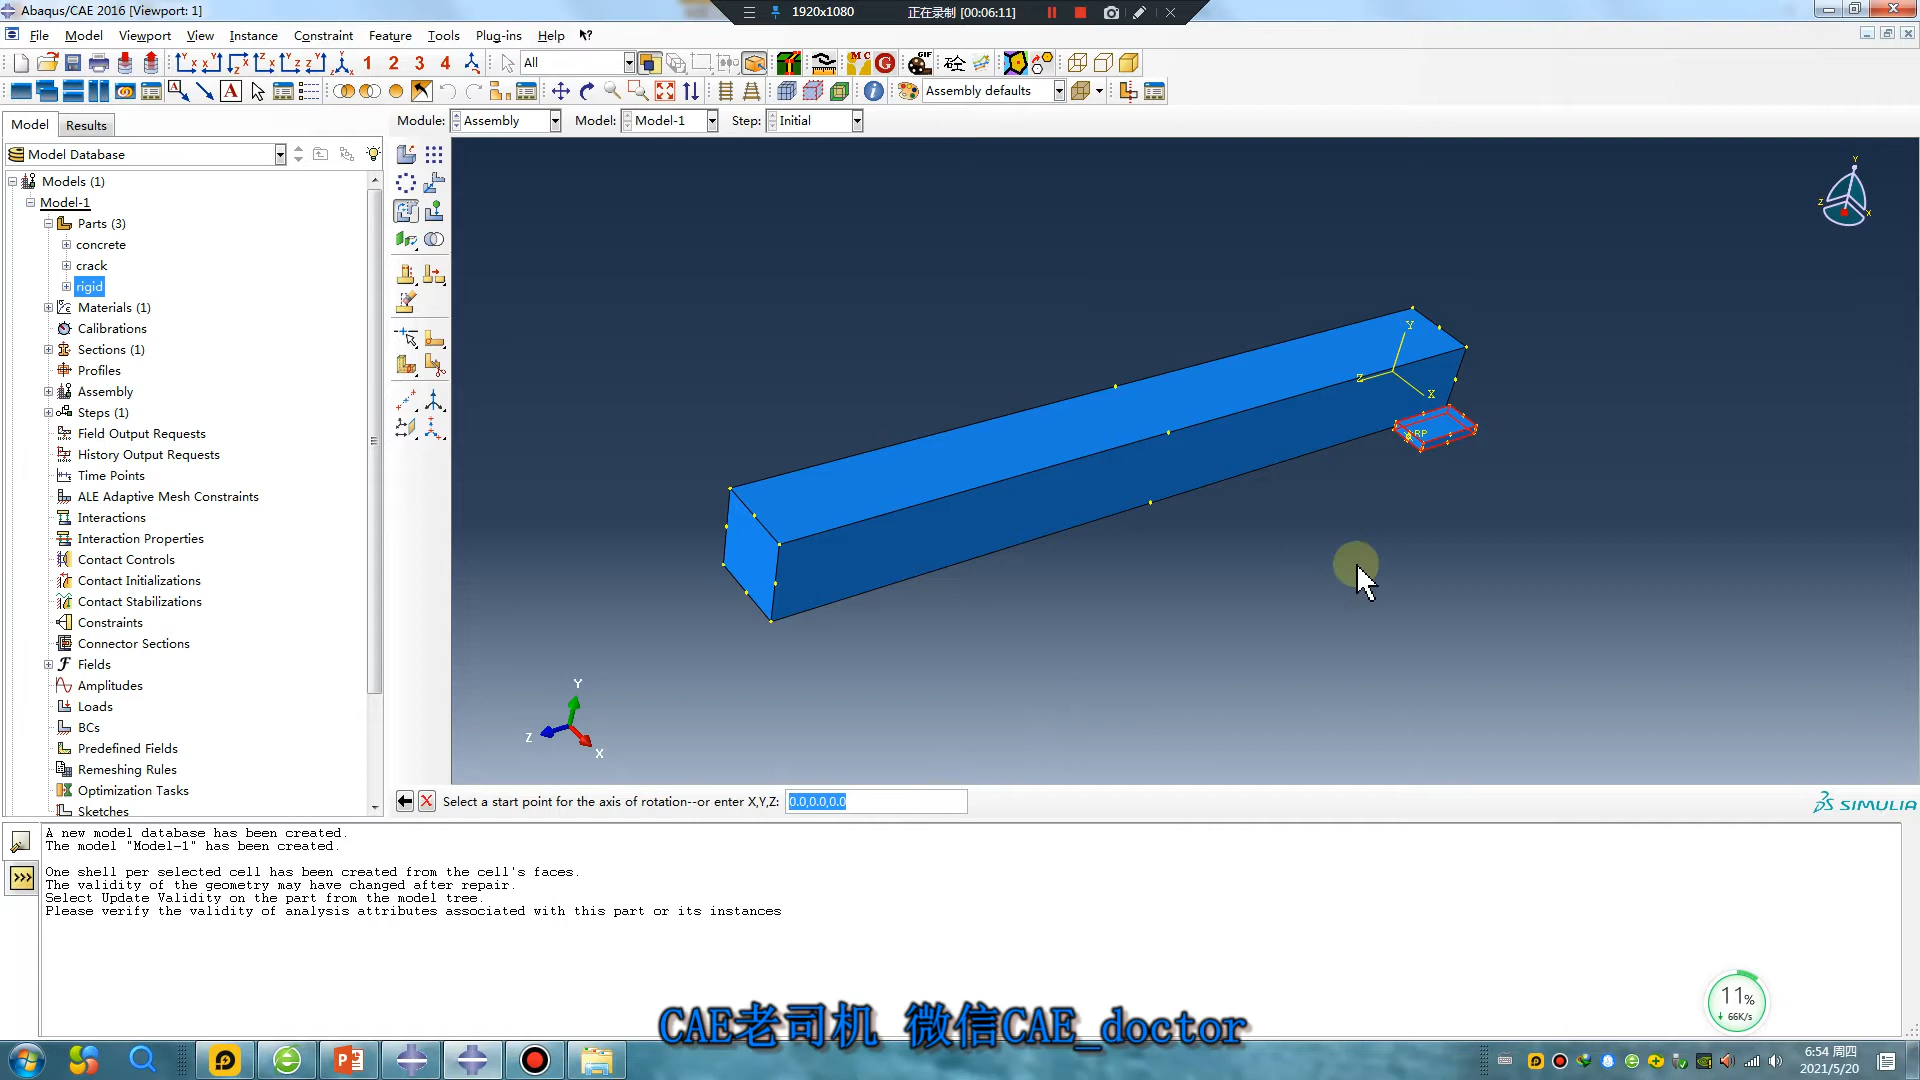 Abaqus/CAE 2016 [Viewport: 1]
1920x1080
正在录制 [00:06:11]
File Model Viewport View Instance Constraint Feature Tools Plug-ins Help
1 2 3 4
All
Assembly defaults
Model Results
Module: Assembly Model: Model-1 Step: Initial
Model Database
Models (1)
Model-1
Parts (3)
concrete
crack
rigid
Materials (1)
Calibrations
Sections (1)
Profiles
Assembly
Steps (1)
Field Output Requests
History Output Requests
Time Points
ALE Adaptive Mesh Constraints
Interactions
Interaction Properties
Contact Controls
Contact Initializations
Contact Stabilizations
Constraints
Connector Sections
Fields
Amplitudes
Loads
BCs
Predefined Fields
Remeshing Rules
Optimization Tasks
Sketches
Y
Z
X
Y
Z
X
RP
Y
Z
X
Select a start point for the axis of rotation--or enter X,Y,Z: 0.0,0.0,0.0
SIMULIA
A new model database has been created.
The model "Model-1" has been created.
One shell per selected cell has been created from the cell's faces.
The validity of the geometry may have changed after repair.
Select Update Validity on the part from the model tree.
Please verify the validity of analysis attributes associated with this part or its instances
11%
66K/s
CAE老司机 微信CAE_doctor
6:54 周四
2021/5/20